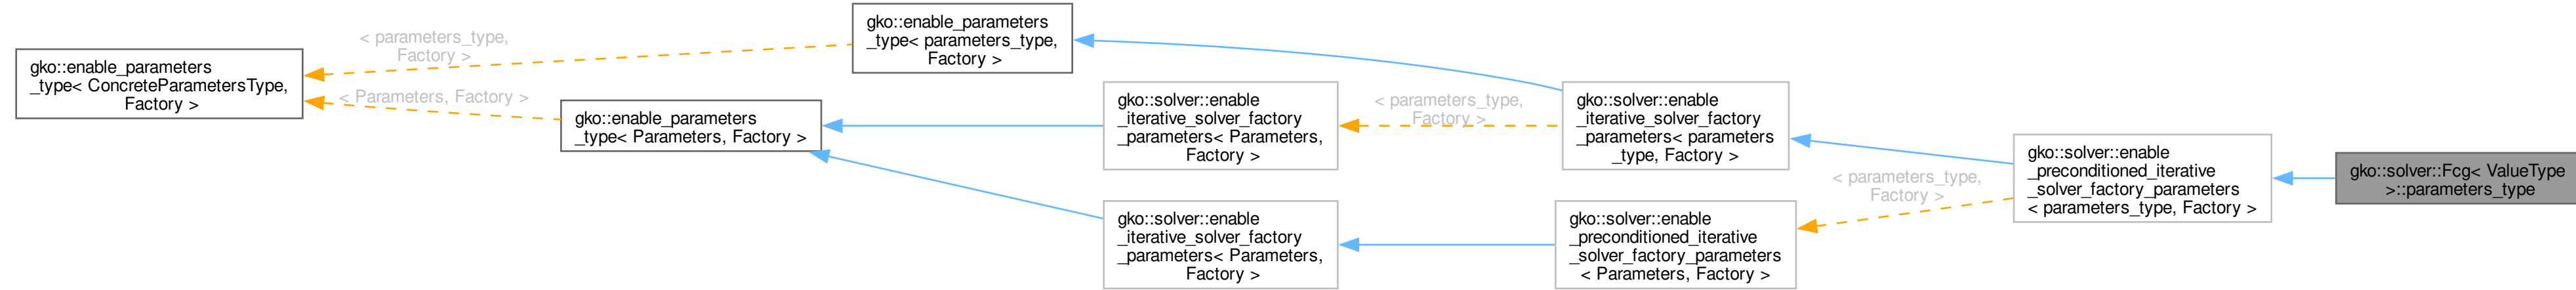 gko::enable_parameters
_type< ConcreteParametersType,
Factory >
< parameters_type,
Factory >
< Parameters, Factory >
gko::enable_parameters
_type< parameters_type,
Factory >
gko::enable_parameters
_type< Parameters, Factory >
gko::solver::enable
_iterative_solver_factory
_parameters< Parameters,
Factory >
gko::solver::enable
_iterative_solver_factory
_parameters< Parameters,
Factory >
< parameters_type,
Factory >
gko::solver::enable
_iterative_solver_factory
_parameters< parameters
_type, Factory >
gko::solver::enable
_preconditioned_iterative
_solver_factory_parameters
< Parameters, Factory >
< parameters_type,
Factory >
gko::solver::enable
_preconditioned_iterative
_solver_factory_parameters
< parameters_type, Factory >
gko::solver::Fcg< ValueType
>::parameters_type